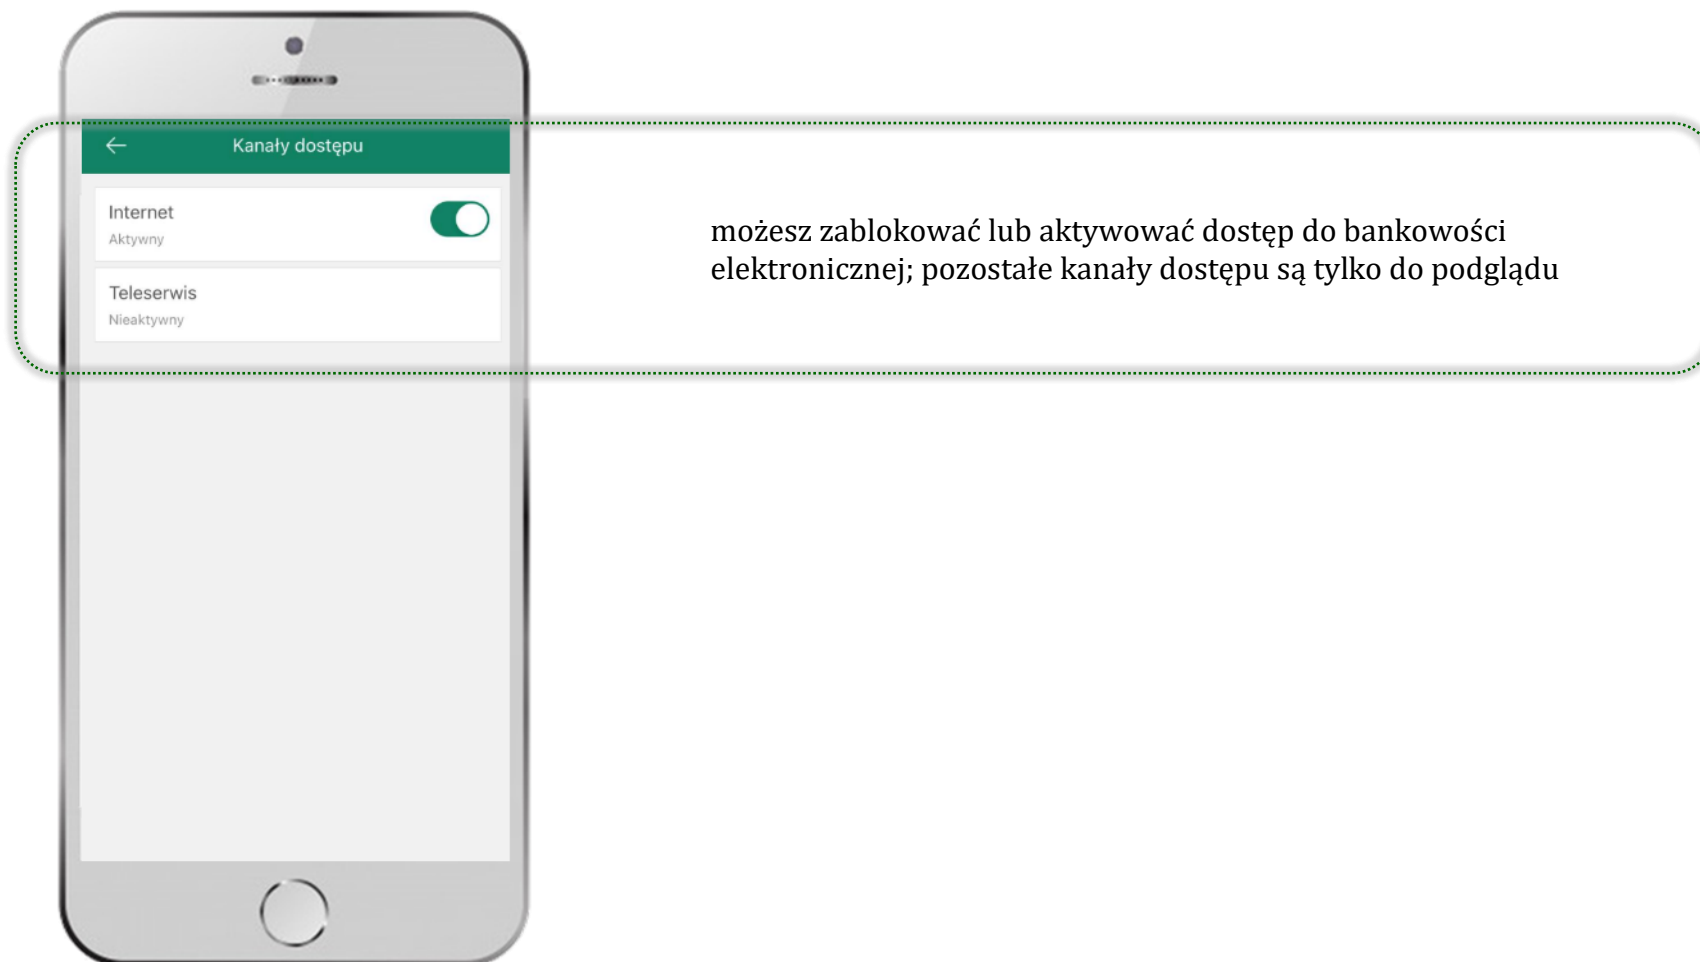 Kanały dostępu
Internet
Aktywny
Teleserwis
Nieaktywny
możesz zablokować lub aktywować dostęp do bankowości
elektronicznej; pozostałe kanały dostępu są tylko do podglądu